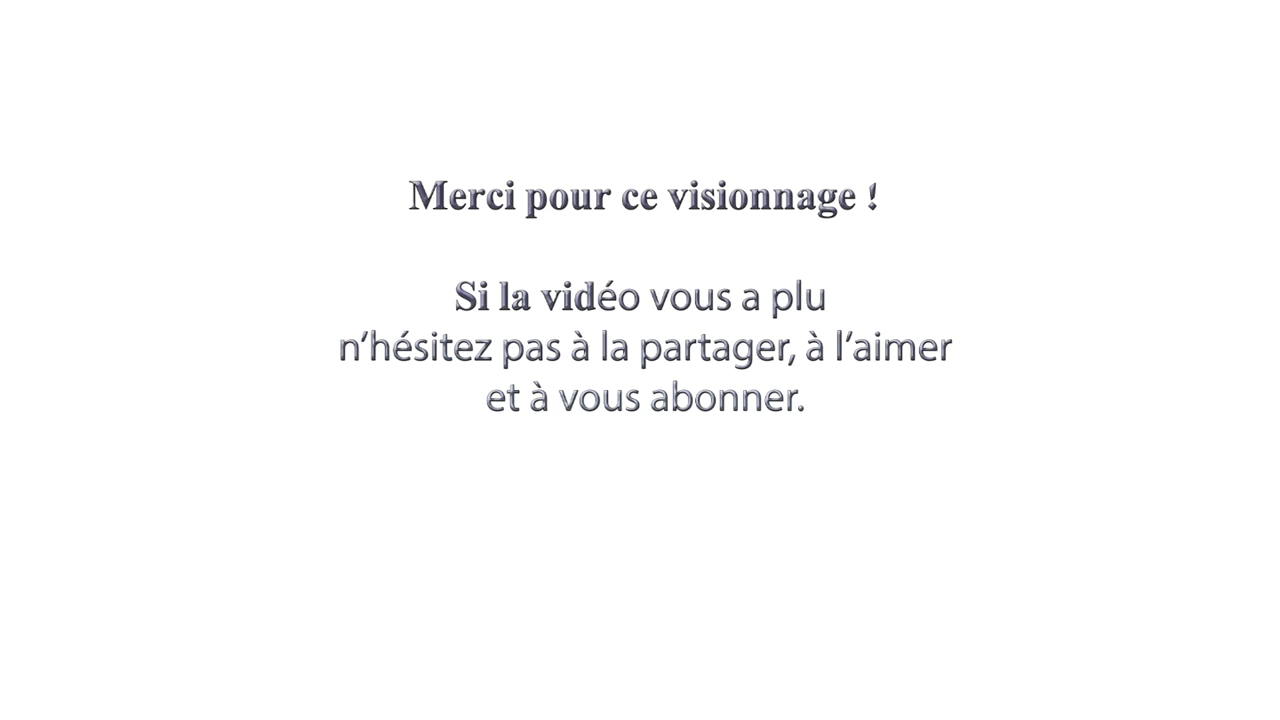 Merci pour ce visionnage !
Si la vidéo vous a plu
n’hésitez pas à la partager, à l’aimer
et à vous abonner.